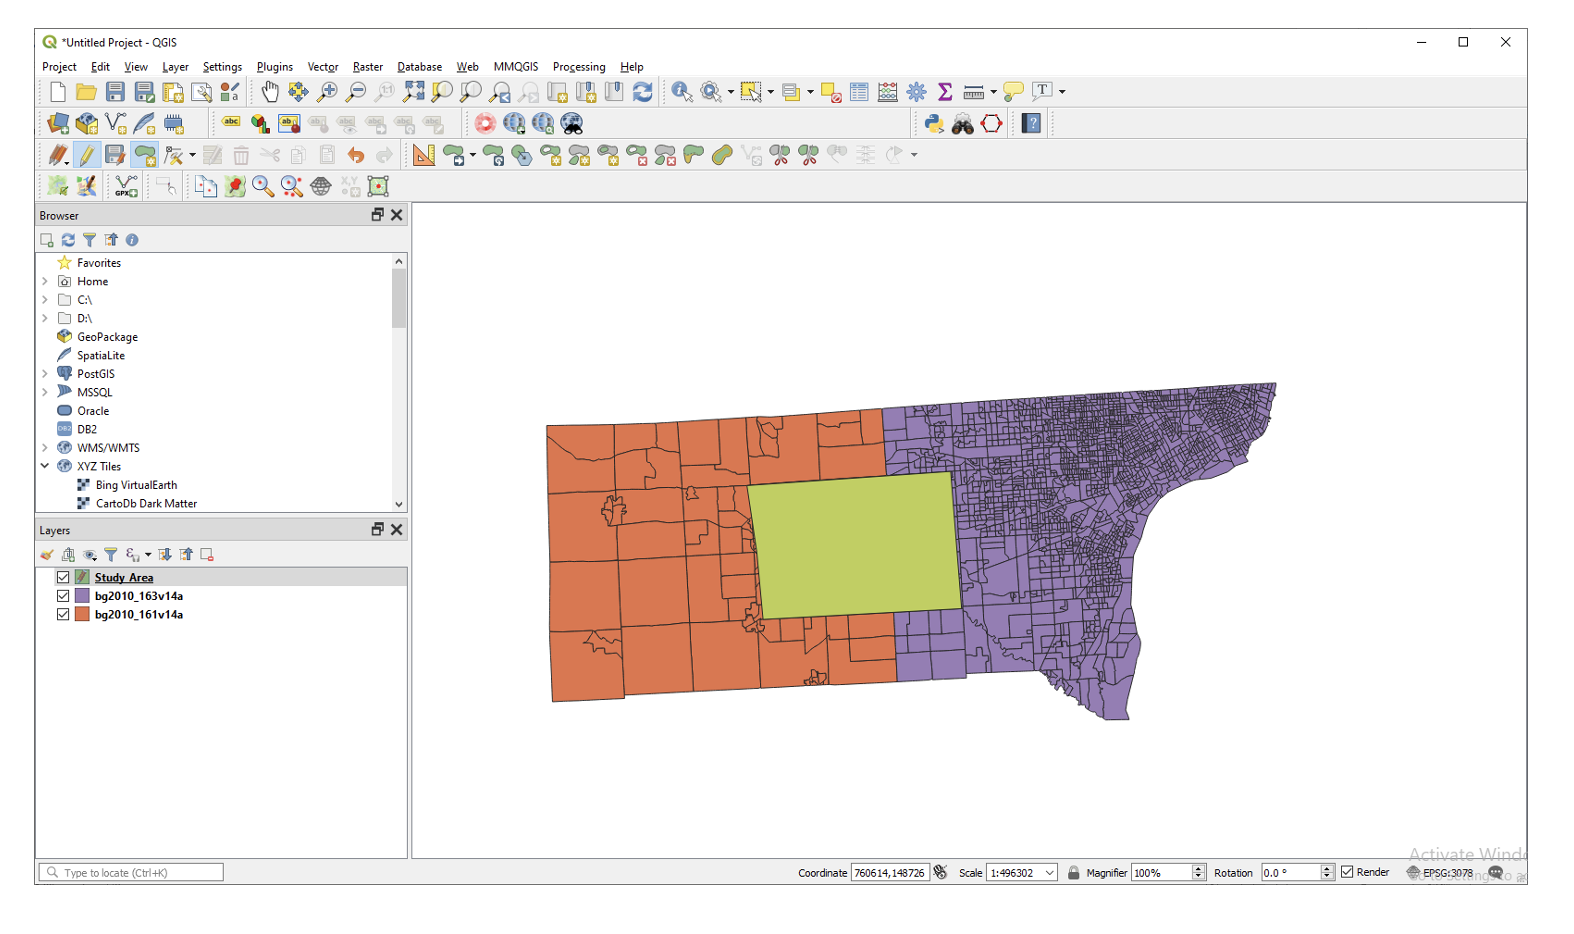 *Untitled Project - QGIS
Project Edit View Layer Settings Plugins Vector Raster Database Web MMQGIS Processing Help
abc
GPX
X,Y
Browser
Favorites
Home
C:\
D:\
GeoPackage
SpatiaLite
PostGIS
MSSQL
Oracle
DB2 DB2
WMS/WMTS
XYZ Tiles
Bing VirtualEarth
CartoDb Dark Matter
Layers
Study Area
bg2010_163v14a
bg2010_161v14a
Activate Windo
Type to locate (Ctrl+K) Coordinate 760614,148726 Scale 1:496302 Magnifier 100% Rotation 0.0 ° Render EPSG:3078